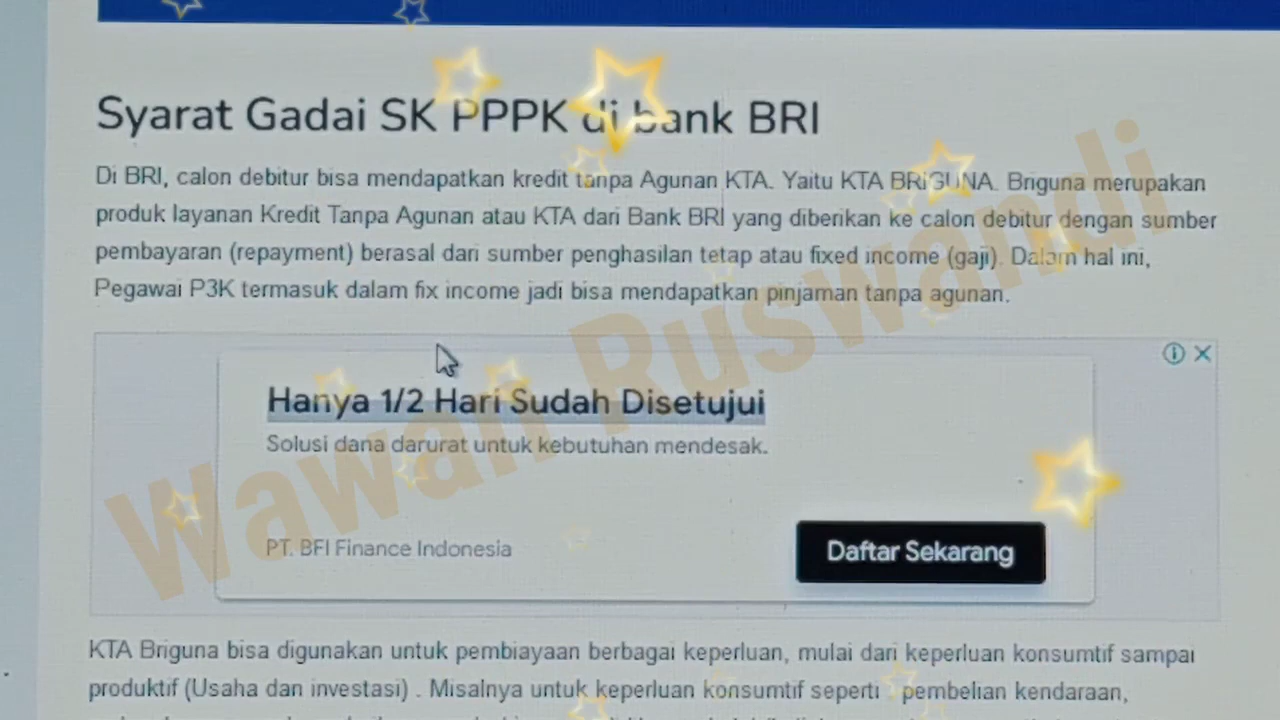 Syarat Gadai SK PPPK di bank BRI
Di BRI, calon debitur bisa mendapatkan kredit tanpa Agunan KTA. Yaitu KTA BRIGUNA. Briguna merupakan
produk layanan Kredit Tanpa Agunan atau KTA dari Bank BRI yang diberikan ke calon debitur dengan sumber
pembayaran (repayment) berasal dari sumber penghasilan tetap atau fixed income (gaji). Dalam hal ini,
Pegawai P3K termasuk dalam fix income jadi bisa mendapatkan pinjaman tanpa agunan.
Hanya 1/2 Hari Sudah Disetujui
Solusi dana darurat untuk kebutuhan mendesak.
PT. BFI Finance Indonesia
Daftar Sekarang
Wawan Ruswandi
KTA Briguna bisa digunakan untuk pembiayaan berbagai keperluan, mulai dari keperluan konsumtif sampai
produktif (Usaha dan investasi) . Misalnya untuk keperluan konsumtif seperti : pembelian kendaraan,